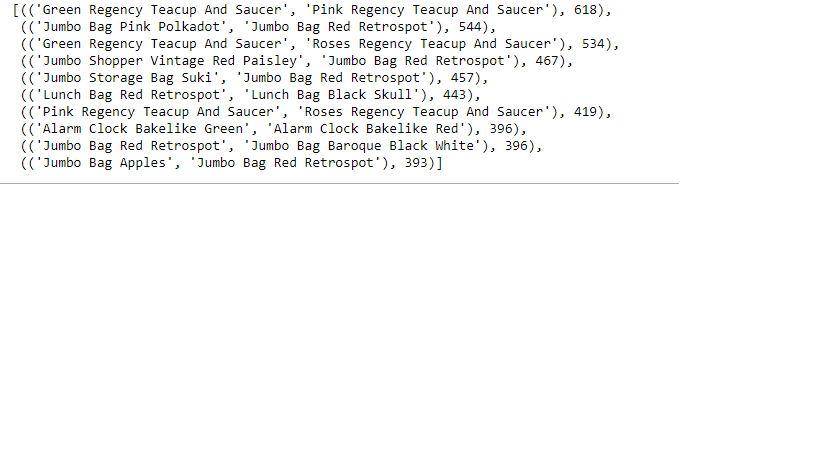 [(('Green Regency Teacup And Saucer', 'Pink Regency Teacup And Saucer'), 618),
(('Jumbo Bag Pink Polkadot', 'Jumbo Bag Red Retrospot'), 544),
(('Green Regency Teacup And Saucer', 'Roses Regency Teacup And Saucer'), 534),
(('Jumbo Shopper Vintage Red Paisley', 'Jumbo Bag Red Retrospot'), 467),
(('Jumbo Storage Bag Suki', 'Jumbo Bag Red Retrospot'), 457),
(('Lunch Bag Red Retrospot', 'Lunch Bag Black Skull'), 443),
(('Pink Regency Teacup And Saucer', 'Roses Regency Teacup And Saucer'), 419),
(('Alarm Clock Bakelike Green', 'Alarm Clock Bakelike Red'), 396),
(('Jumbo Bag Red Retrospot', 'Jumbo Bag Baroque Black White'), 396),
(('Jumbo Bag Apples', 'Jumbo Bag Red Retrospot'), 393)]